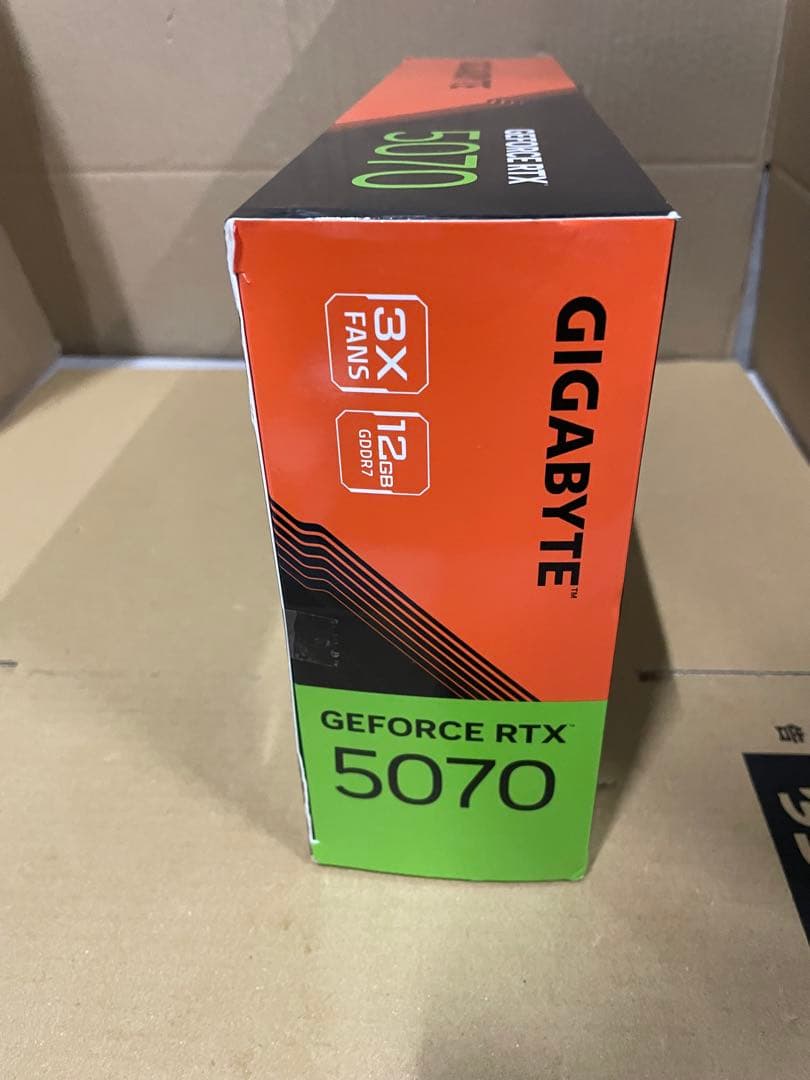 GEFORCE RTX
5070
GIGABYTE™
3X
FANS
12GB
GDDR7
GEFORCE RTX™
5070